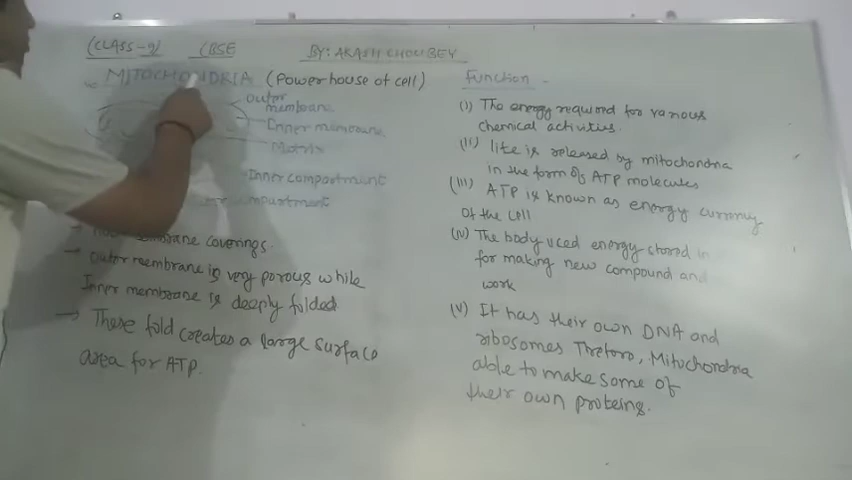 (CLASS-9) CBSE
BY: AKASH CHOUBEY
MITOCHONDRIA (Powerhouse of cell)
outer
membrane
Inner membrane
Matrix
Inner compartment
compartment
membrane coverings.
→ outer membrane is very porous while
Inner membrane is deeply folded
→ These fold creates a large surface
area for ATP.
Function -
(i) The energy required for various
chemical activities.
(ii) life is released by mitochondria
in the form of ATP molecules
(iii) ATP is known as energy currency
of the cell
(iv) The body used energy stored in
for making new compound and
work
(v) It has their own DNA and
ribosomes Thretoro, Mitochondria
able to make some of
their own proteins.